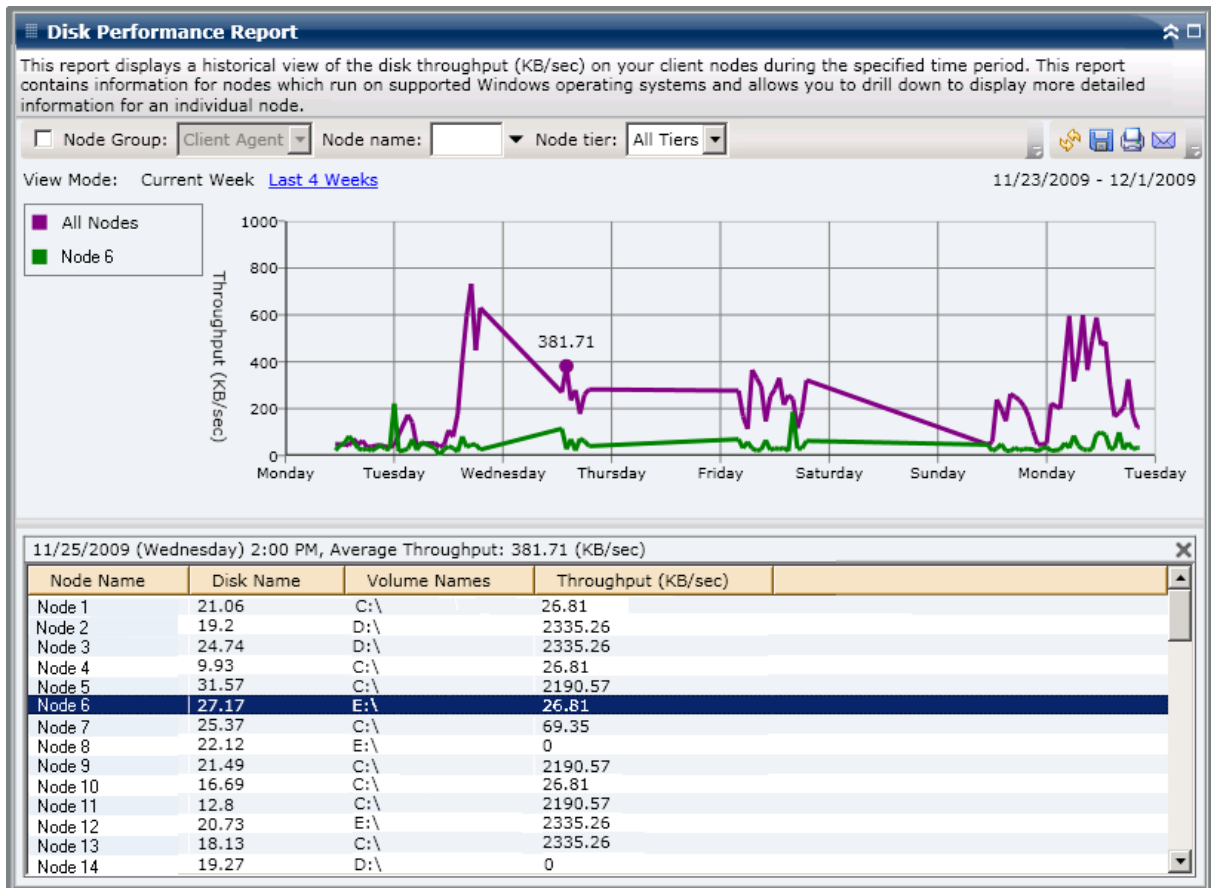 Disk Performance Report
This report displays a historical view of the disk throughput (KB/sec) on your client nodes during the specified time period. This report
contains information for nodes which run on supported Windows operating systems and allows you to drill down to display more detailed
information for an individual node.
Node Group: Client Agent Node name: Node tier: All Tiers
View Mode: Current Week Last 4 Weeks 11/23/2009 - 12/1/2009
All Nodes
Node 6
Throughput (KB/sec)
1000
800
600
400
200
0
381.71
Monday Tuesday Wednesday Thursday Friday Saturday Sunday Monday Tuesday
11/25/2009 (Wednesday) 2:00 PM, Average Throughput: 381.71 (KB/sec)
Node Name Disk Name Volume Names Throughput (KB/sec)
Node 1 21.06 C:\ 26.81
Node 2 19.2 D:\ 2335.26
Node 3 24.74 D:\ 2335.26
Node 4 9.93 C:\ 26.81
Node 5 31.57 C:\ 2190.57
Node 6 27.17 E:\ 26.81
Node 7 25.37 C:\ 69.35
Node 8 22.12 E:\ 0
Node 9 21.49 C:\ 2190.57
Node 10 16.69 C:\ 26.81
Node 11 12.8 C:\ 2190.57
Node 12 20.73 E:\ 2335.26
Node 13 18.13 C:\ 2335.26
Node 14 19.27 D:\ 0